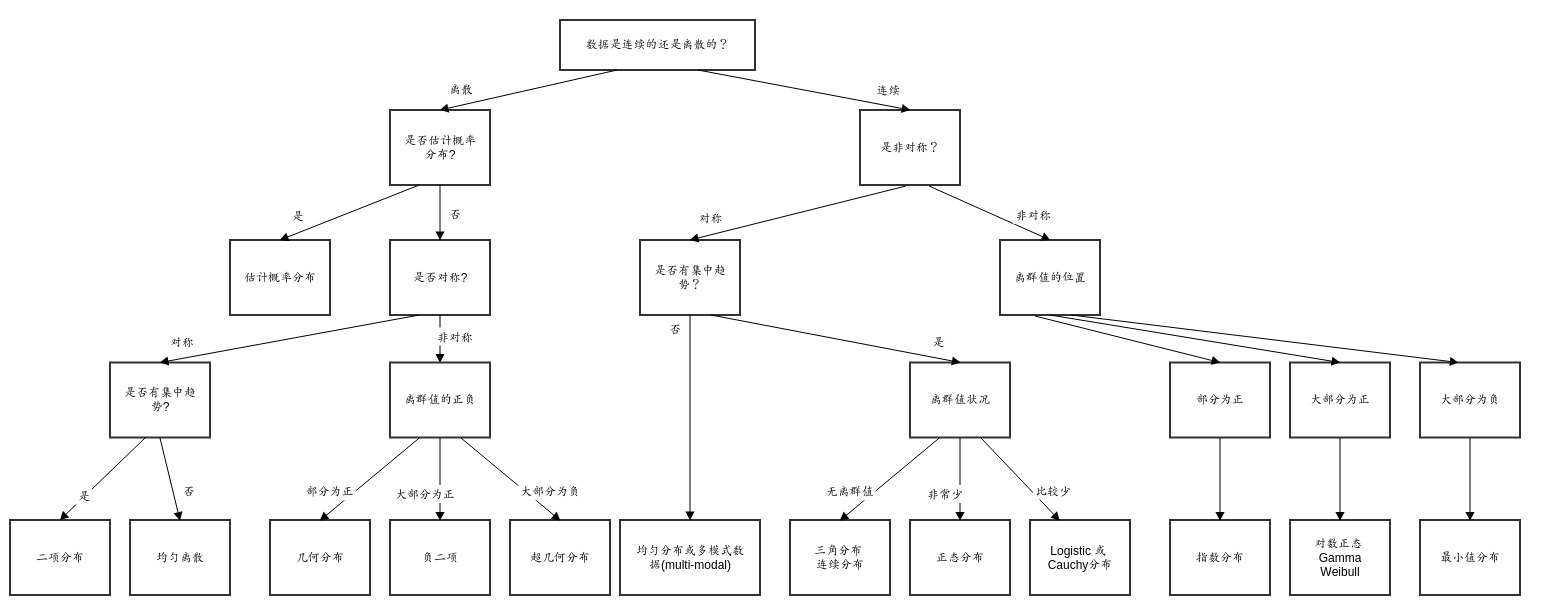 数据是连续的还是离散的？
离散
连续
是否估计概率
分布?
是非对称？
是
否
对称
非对称
估计概率分布
是否对称?
是否有集中趋
势？
离群值的位置
对称
非对称
否
是
是否有集中趋
势?
离群值的正负
离群值状况
部分为正
大部分为正
大部分为负
是
否
部分为正
大部分为正
大部分为负
无离群值
非常少
比较少
二项分布
均匀离散
几何分布
负二项
超几何分布
均匀分布或多模式数
据(multi-modal)
三角分布
连续分布
正态分布
Logistic 或
Cauchy分布
指数分布
对数正态
Gamma
Weibull
最小值分布